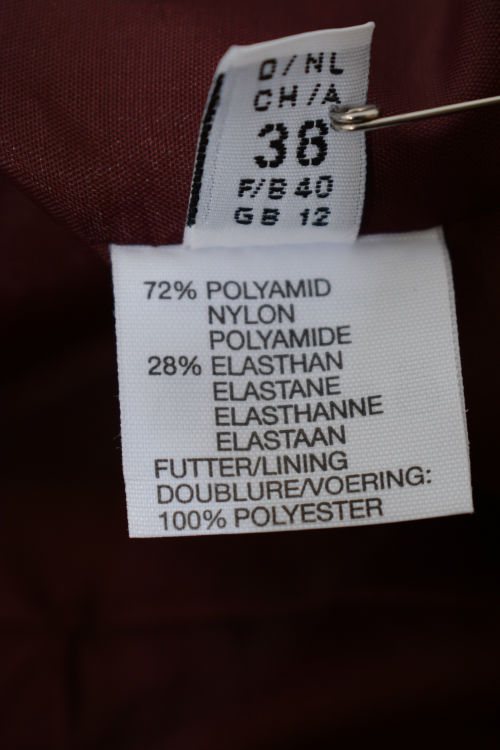 D/NL
CH/A
38
F/B 40
GB 12
72% POLYAMID
NYLON
POLYAMIDE
28% ELASTHAN
ELASTANE
ELASTHANNE
ELASTAAN
FUTTER/LINING
DOUBLURE/VOERING:
100% POLYESTER